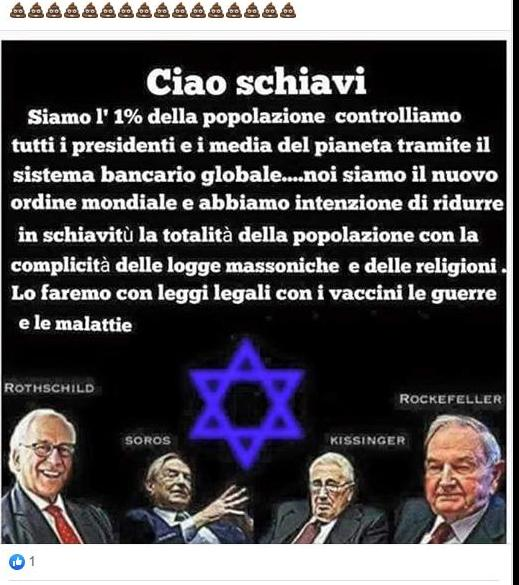 💩💩💩💩💩💩💩💩💩💩💩💩💩💩💩💩
Ciao schiavi
Siamo l' 1% della popolazione controlliamo
tutti i presidenti e i media del pianeta tramite il
sistema bancario globale....noi siamo il nuovo
ordine mondiale e abbiamo intenzione di ridurre
in schiavitù la totalità della popolazione con la
complicità delle logge massoniche e delle religioni .
Lo faremo con leggi legali con i vaccini le guerre
e le malattie
ROTHSCHILD
SOROS
KISSINGER
ROCKEFELLER
1